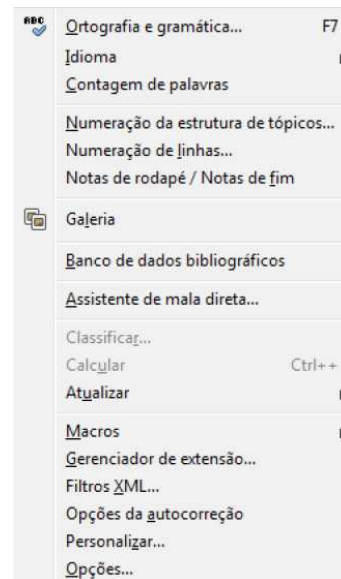 ABC Ortografia e gramática... F7
Idioma
Contagem de palavras
Numeração da estrutura de tópicos...
Numeração de linhas...
Notas de rodapé / Notas de fim
Galeria
Banco de dados bibliográficos
Assistente de mala direta...
Classificar...
Calcular Ctrl++
Atualizar
Macros
Gerenciador de extensão...
Filtros XML...
Opções da autocorreção
Personalizar...
Opções...